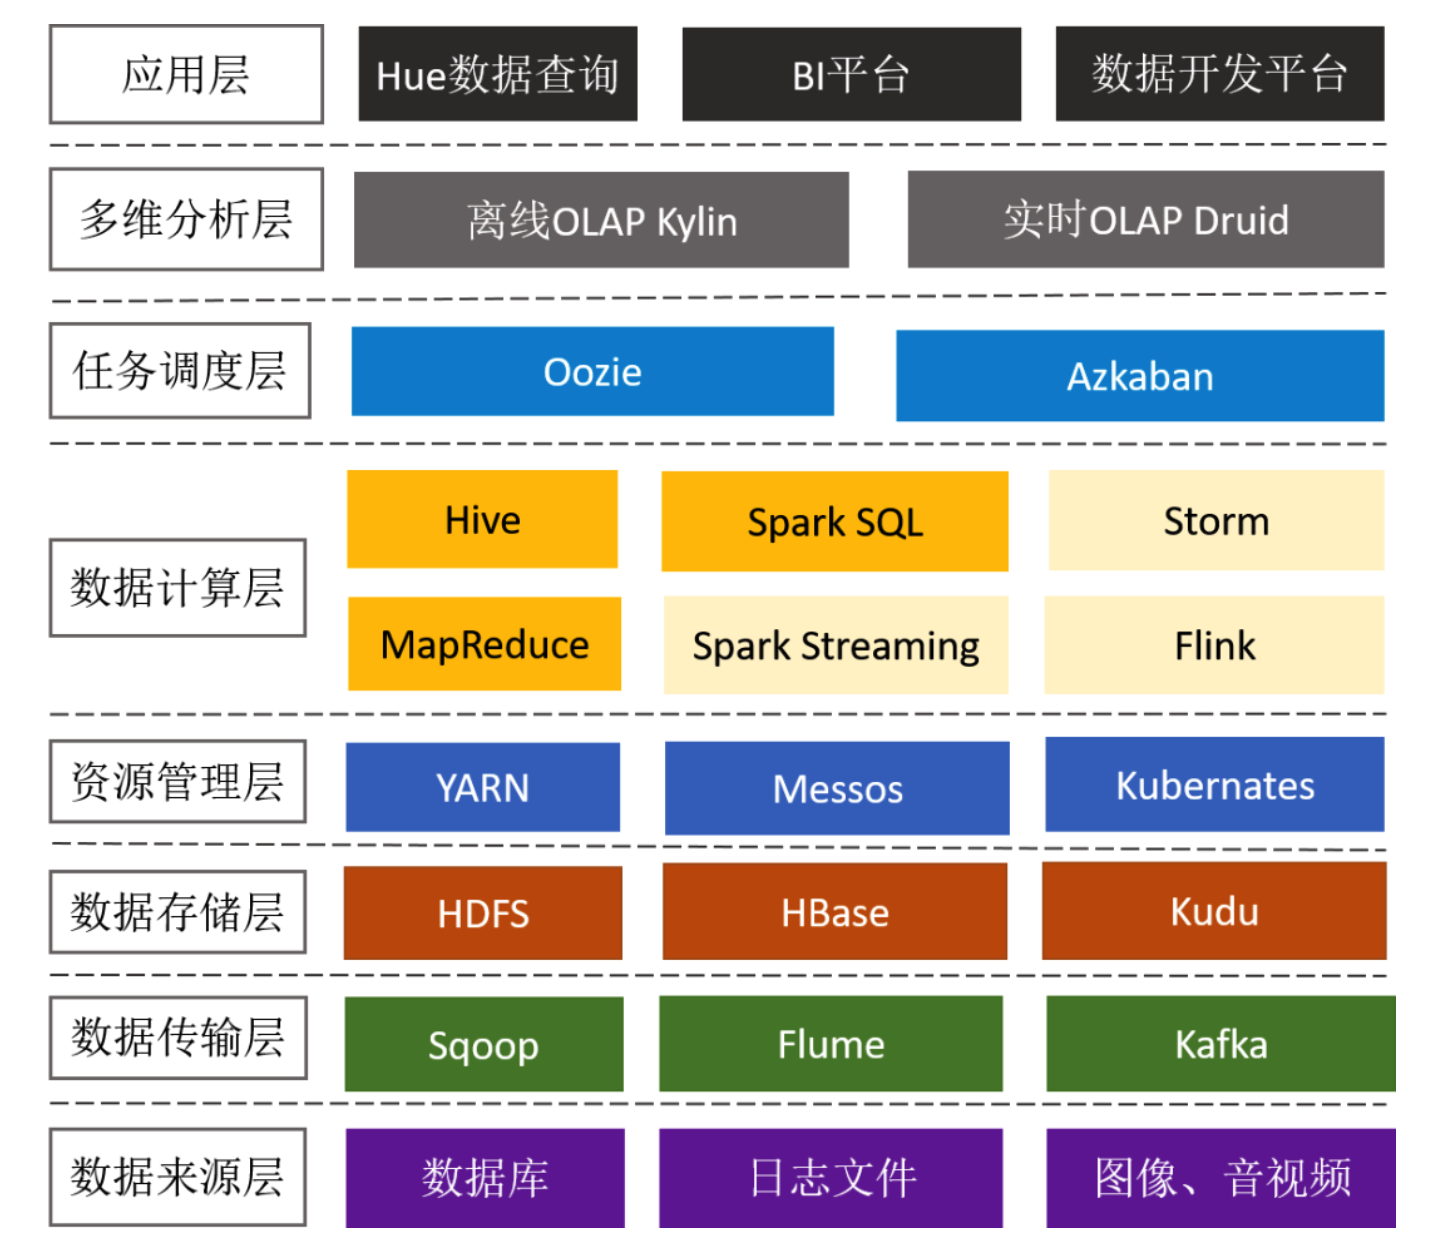 应用层
Hue数据查询
BI平台
数据开发平台
多维分析层
离线OLAP Kylin
实时OLAP Druid
任务调度层
Oozie
Azkaban
数据计算层
Hive
Spark SQL
Storm
MapReduce
Spark Streaming
Flink
资源管理层
YARN
Messos
Kubernates
数据存储层
HDFS
HBase
Kudu
数据传输层
Sqoop
Flume
Kafka
数据来源层
数据库
日志文件
图像、音视频